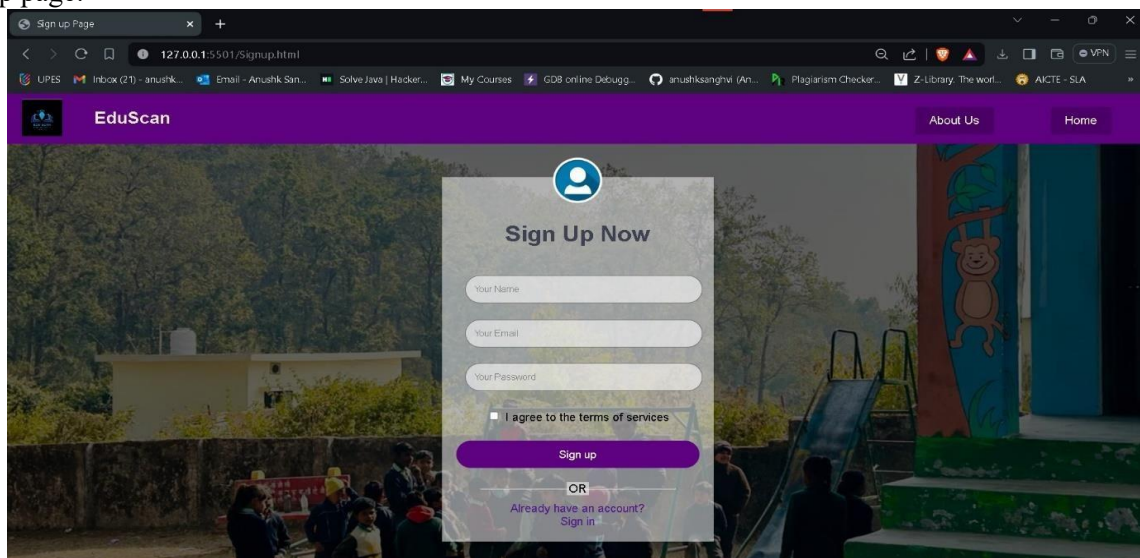 p page.
Sign up Page
127.0.0.1:5501/Signup.html
VPN
UPES
Inbox (21) - anushk...
Email - Anushk San...
Solve Java | Hacker...
My Courses
GDB online Debugg...
anushksanghvi (An...
Plagiarism Checker...
Z-Library. The worl...
AICTE - SLA
EduScan
About Us
Home
Sign Up Now
Your Name
Your Email
Your Password
I agree to the terms of services
Sign up
OR
Already have an account?
Sign in